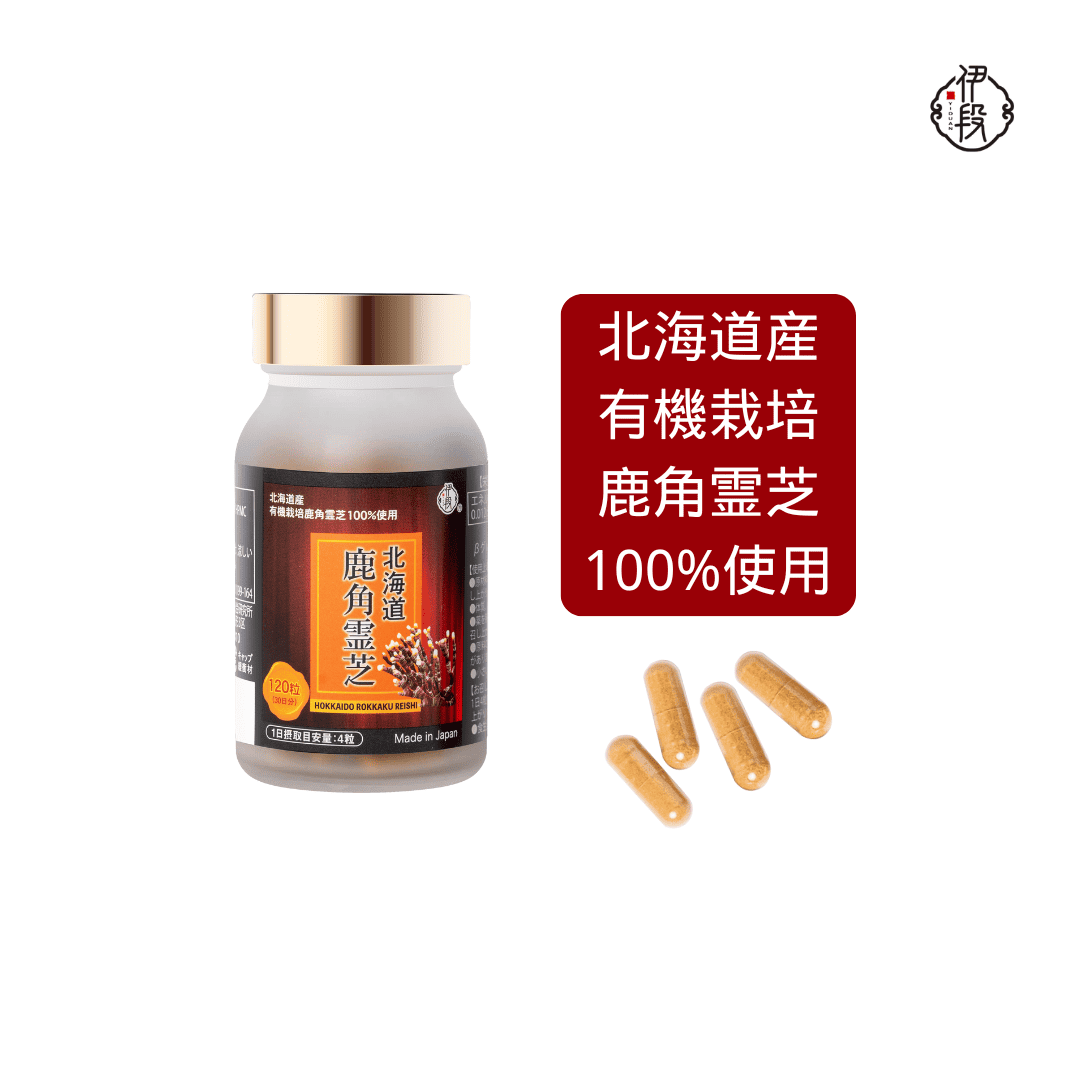 伊段
YIDUAN
北海道産
有機栽培
鹿角霊芝
100%使用
北海道産
有機栽培鹿角霊芝100%使用
伊段
北海道
鹿角霊芝
120粒
(30日分)
HOKKAIDO ROKKAKU REISHI
1日摂取目安量:4粒
Made in Japan